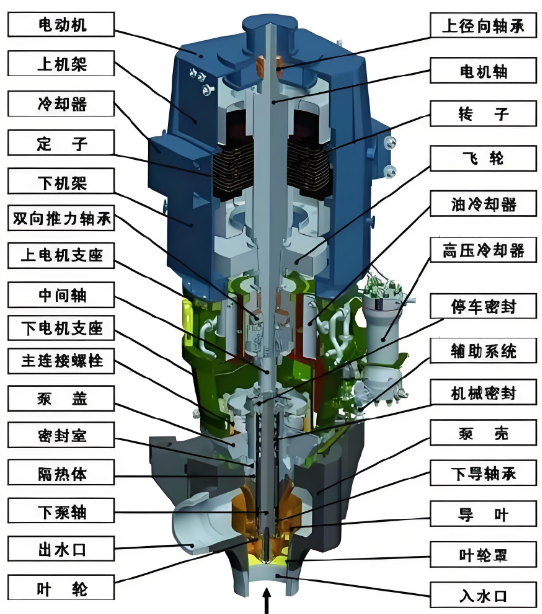 电动机
上机架
冷却器
定 子
下机架
双向推力轴承
上电机支座
中间轴
下电机支座
主连接螺栓
泵 盖
密封室
隔热体
下泵轴
出水口
叶 轮
上径向轴承
电机轴
转 子
飞 轮
油冷却器
高压冷却器
停车密封
辅助系统
机械密封
泵 壳
下导轴承
导 叶
叶轮罩
入水口